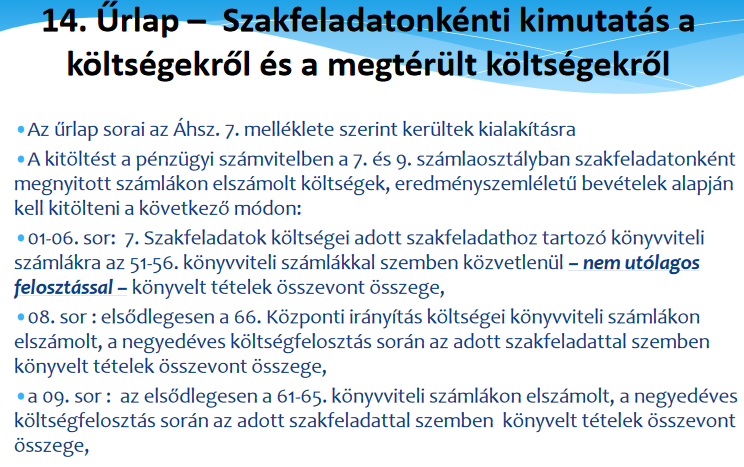 14. Űrlap – Szakfeladatonkénti kimutatás a
költségekről és a megtérült költségekről
•Az űrlap sorai az Áhsz. 7. melléklete szerint kerültek kialakításra
•A kitöltést a pénzügyi számvitelben a 7. és 9. számlaosztályban szakfeladatonként
megnyitott számlákon elszámolt költségek, eredményszemléletű bevételek alapján
kell kitölteni a következő módon:
•01-06. sor: 7. Szakfeladatok költségei adott szakfeladathoz tartozó könyvviteli
számlákra az 51-56. könyvviteli számlákkal szemben közvetlenül – nem utólagos
felosztással – könyvelt tételek összevont összege,
•08. sor : elsődlegesen a 66. Központi irányítás költségei könyvviteli számlákon
elszámolt, a negyedéves költségfelosztás során az adott szakfeladattal szemben
könyvelt tételek összevont összege,
•a 09. sor : az elsődlegesen a 61-65. könyvviteli számlákon elszámolt, a negyedéves
költségfelosztás során az adott szakfeladattal szemben könyvelt tételek összevont
összege,